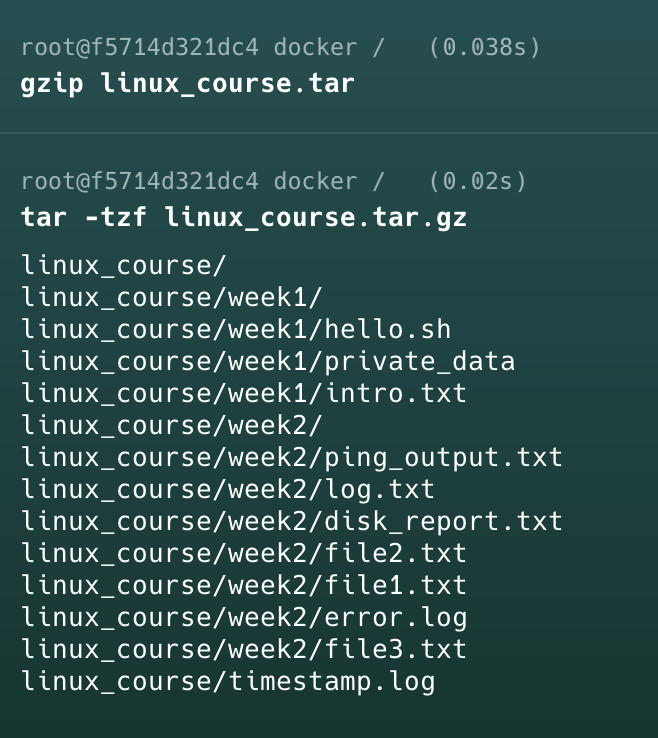 root@f5714d321dc4 docker / (0.038s)
gzip linux_course.tar
root@f5714d321dc4 docker / (0.02s)
tar -tzf linux_course.tar.gz
linux_course/
linux_course/week1/
linux_course/week1/hello.sh
linux_course/week1/private_data
linux_course/week1/intro.txt
linux_course/week2/
linux_course/week2/ping_output.txt
linux_course/week2/log.txt
linux_course/week2/disk_report.txt
linux_course/week2/file2.txt
linux_course/week2/file1.txt
linux_course/week2/error.log
linux_course/week2/file3.txt
linux_course/timestamp.log